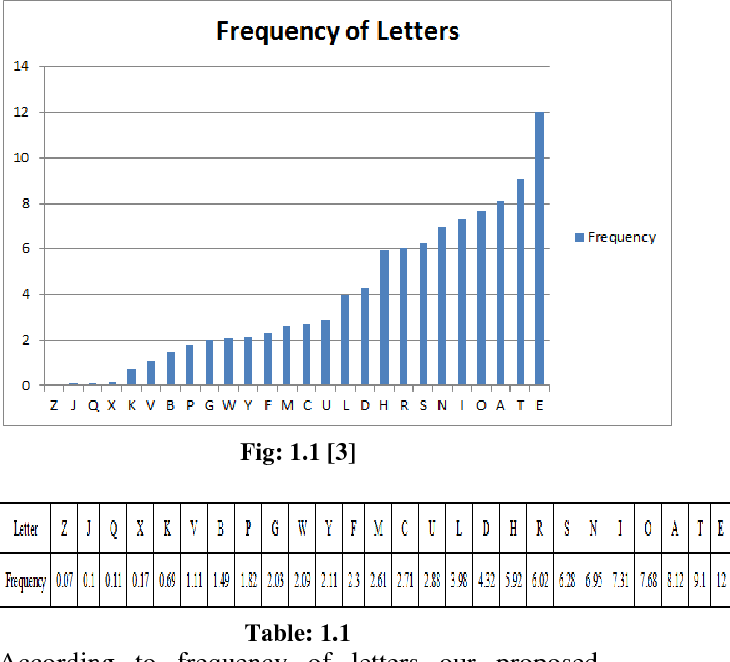 Frequency of Letters
14
12
10
8
6
4
2
0
Z J Q X K V B P G W Y F M C U L D H R S N I O A T E
Frequency
Fig: 1.1 [3]
Letter Z J Q X K V B P G W Y F M C U L D H R S N I O A T E
Frequency 0.07 0.1 0.11 0.17 0.69 1.11 1.49 1.82 2.03 2.09 2.11 2.3 2.61 2.71 2.88 3.98 4.32 5.92 6.02 6.28 6.95 7.31 7.68 8.12 9.1 12
Table: 1.1
According to frequency of letters our proposed